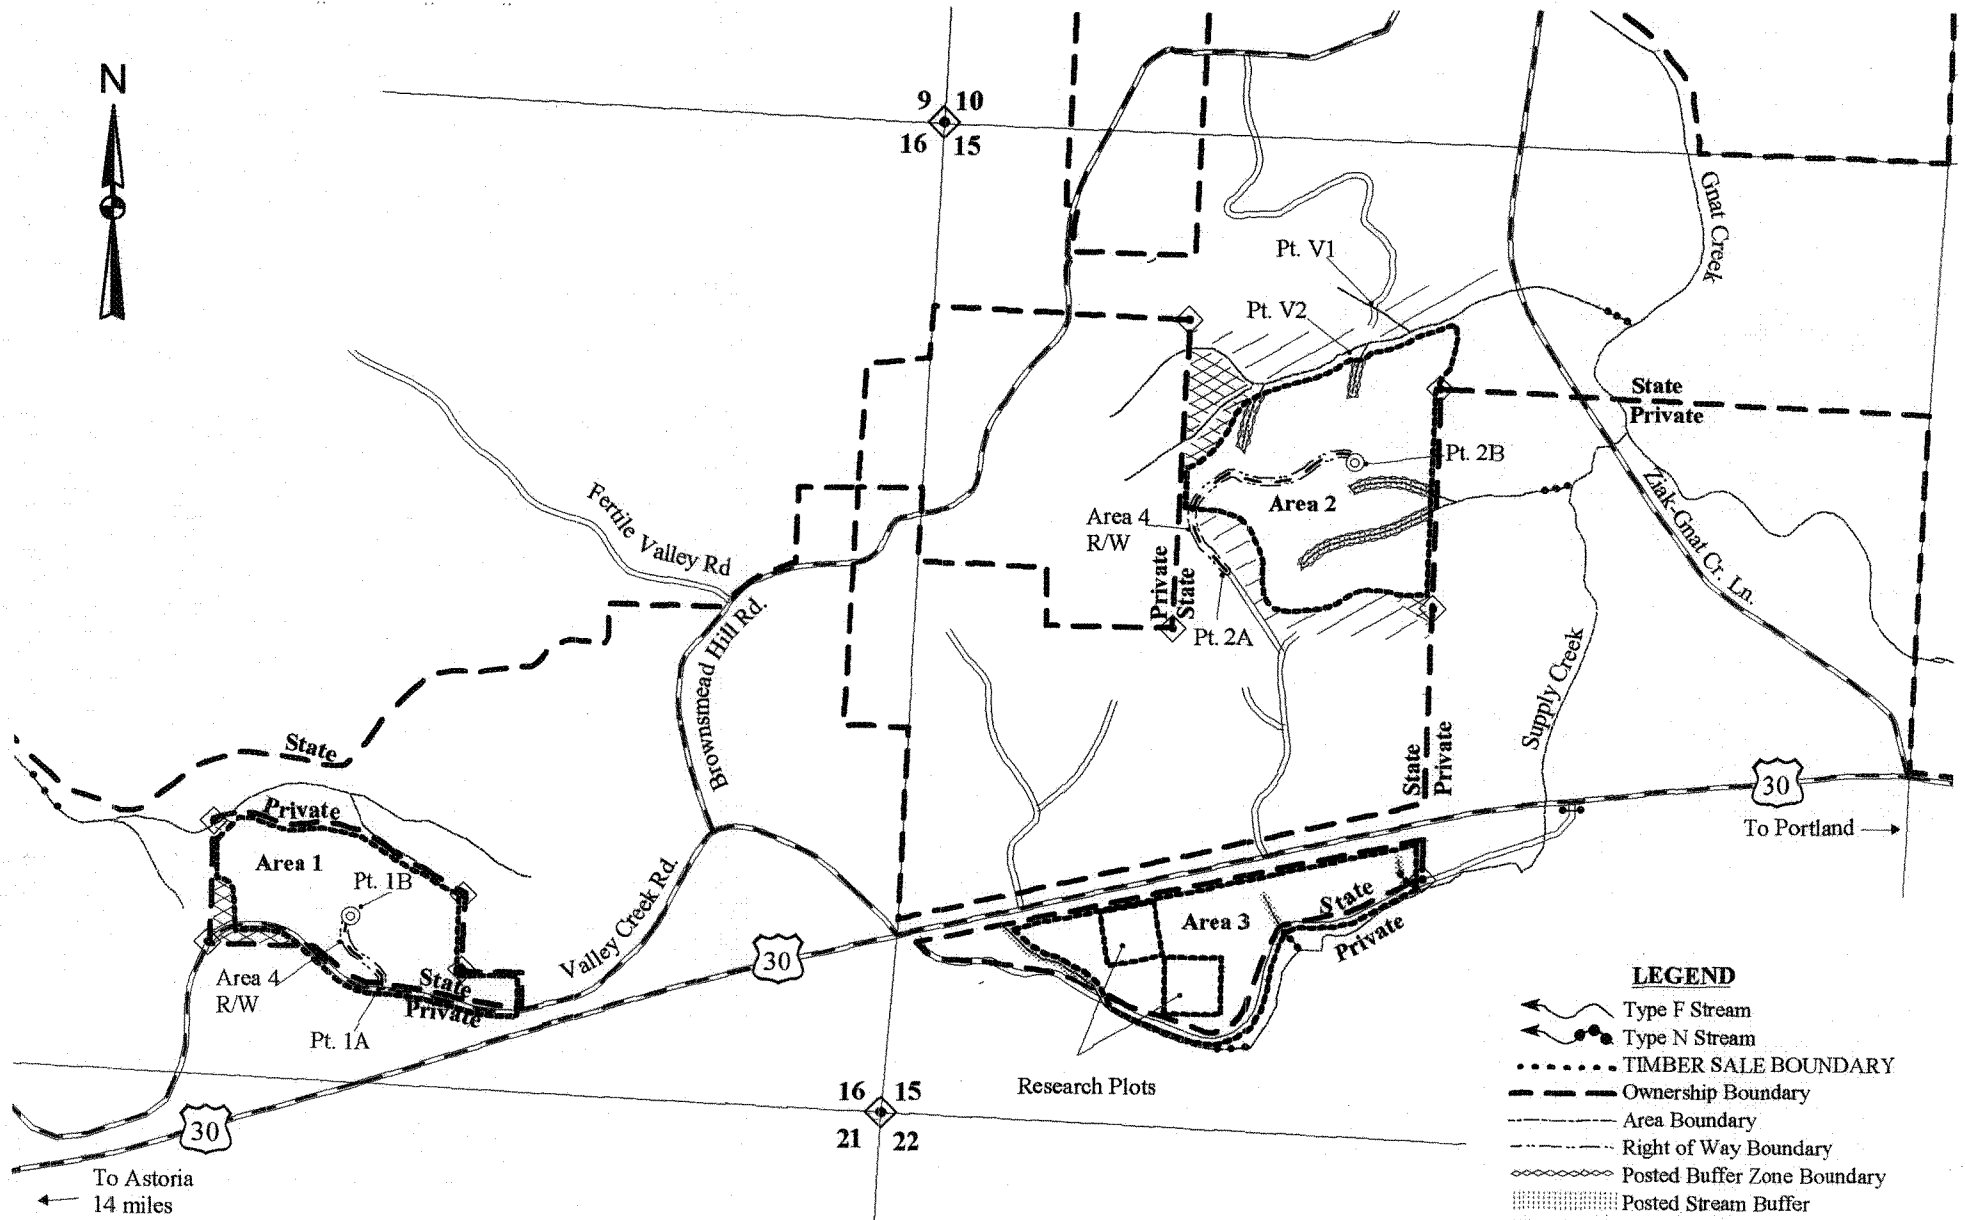 N
9 10
16 15
Gnat Creek
Pt. V1
Pt. V2
State
Private
Pt. 2B
Area 2
Area 4
R/W
Fertile Valley Rd
Ziak-Gnat Cr. Ln.
Private
State
Pt. 2A
Brownsmead Hill Rd.
Supply Creek
State
State
Private
30
To Portland
Private
Area 1
Pt. 1B
Valley Creek Rd.
State
Area 3
Private
30
Area 4
R/W
State
Private
Pt. 1A
Research Plots
16 15
21 22
30
To Astoria
14 miles
LEGEND
Type F Stream
Type N Stream
TIMBER SALE BOUNDARY
Ownership Boundary
Area Boundary
Right of Way Boundary
Posted Buffer Zone Boundary
Posted Stream Buffer